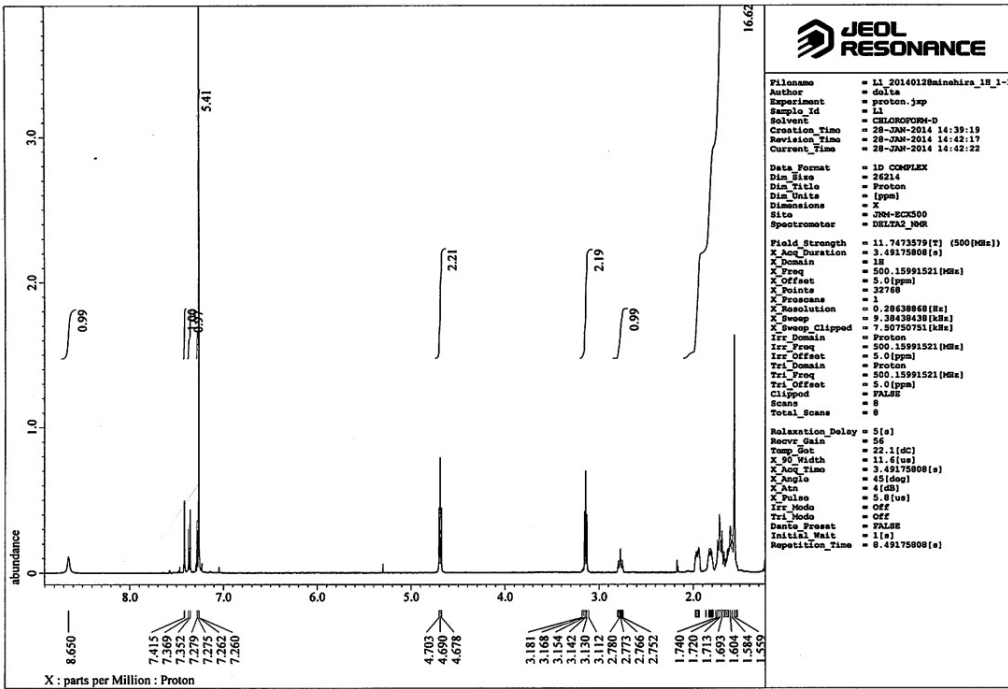 JEOL
RESONANCE
Filename = L1_20140128minehira_1H_1-
Author = delta
Experiment = proton.jxp
Sample_Id = L1
Solvent = CHLOROFORM-D
Creation_Time = 28-JAN-2014 14:39:19
Revision_Time = 28-JAN-2014 14:42:17
Current_Time = 28-JAN-2014 14:42:22
Data_Format = 1D COMPLEX
Dim_Size = 26214
Dim_Title = Proton
Dim_Units = [ppm]
Dimensions = X
Site = JNM-ECX500
Spectrometer = DELTA2_NMR
Field_Strength = 11.7473579[T] (500[MHz])
X_Acq_Duration = 3.49175808[s]
X_Domain = 1H
X_Freq = 500.15991521[MHz]
X_Offset = 5.0[ppm]
X_Points = 32768
X_Prescans = 1
X_Resolution = 0.28638868[Hz]
X_Sweep = 9.38438438[kHz]
X_Sweep_Clipped = 7.50750751[kHz]
Irr_Domain = Proton
Irr_Freq = 500.15991521[MHz]
Irr_Offset = 5.0[ppm]
Tri_Domain = Proton
Tri_Freq = 500.15991521[MHz]
Tri_Offset = 5.0[ppm]
Clipped = FALSE
Scans = 8
Total_Scans = 8
Relaxation_Delay = 5[s]
Recvr_Gain = 56
Temp_Get = 22.1[dC]
X_90_Width = 11.6[us]
X_Acq_Time = 3.49175808[s]
X_Angle = 45[deg]
X_Atn = 4[dB]
X_Pulse = 5.8[us]
Irr_Mode = Off
Tri_Mode = Off
Dante_Presat = FALSE
Initial_Wait = 1[s]
Repetition_Time = 8.49175808[s]
abundance
3.0
2.0
1.0
0
0.99
0.97
5.41
2.21
2.19
0.99
16.62
8.0
7.0
6.0
5.0
4.0
3.0
2.0
8.650
7.415
7.369
7.352
7.279
7.275
7.262
7.260
4.703
4.690
4.678
3.181
3.168
3.154
3.142
3.130
3.112
2.780
2.773
2.766
2.752
1.740
1.720
1.713
1.693
1.604
1.584
1.559
X : parts per Million : Proton